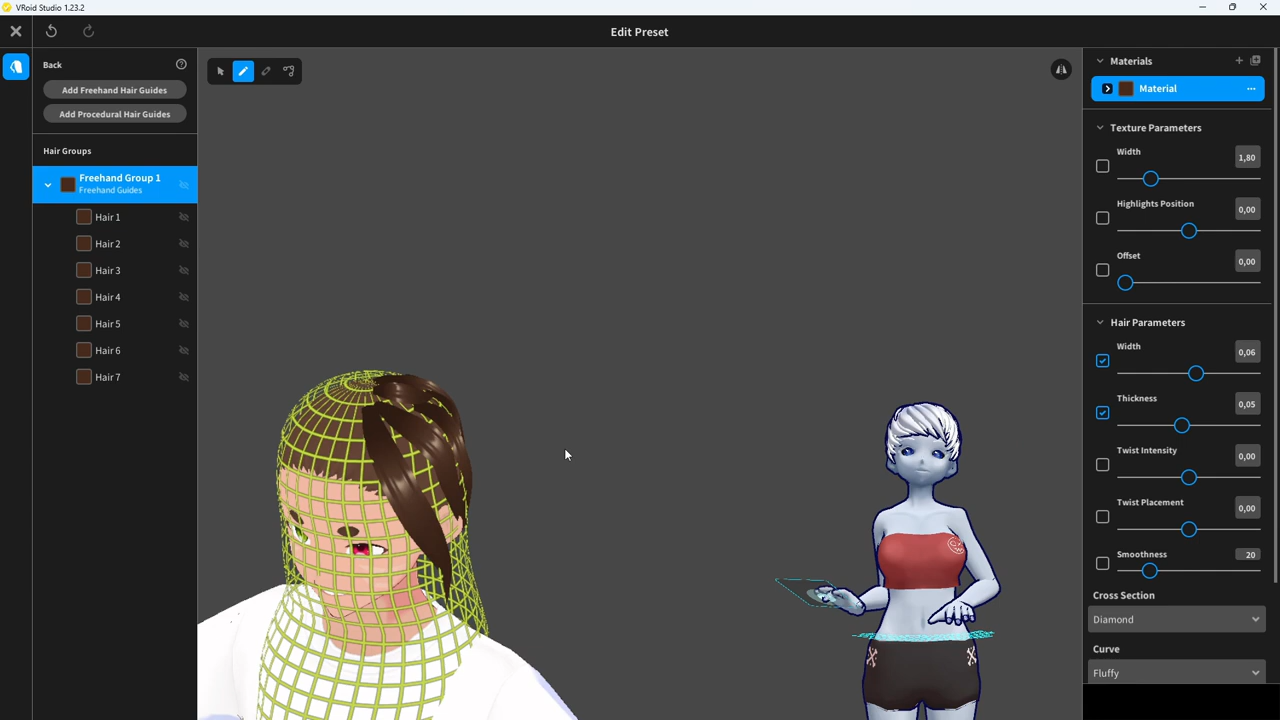 VRoid Studio 1.23.2
Edit Preset
Back
Add Freehand Hair Guides
Add Procedural Hair Guides
Hair Groups
Freehand Group 1
Freehand Guides
Hair 1
Hair 2
Hair 3
Hair 4
Hair 5
Hair 6
Hair 7
Materials
Material
Texture Parameters
Width
1,80
Highlights Position
0,00
Offset
0,00
Hair Parameters
Width
0,06
Thickness
0,05
Twist Intensity
0,00
Twist Placement
0,00
Smoothness
20
Cross Section
Diamond
Curve
Fluffy